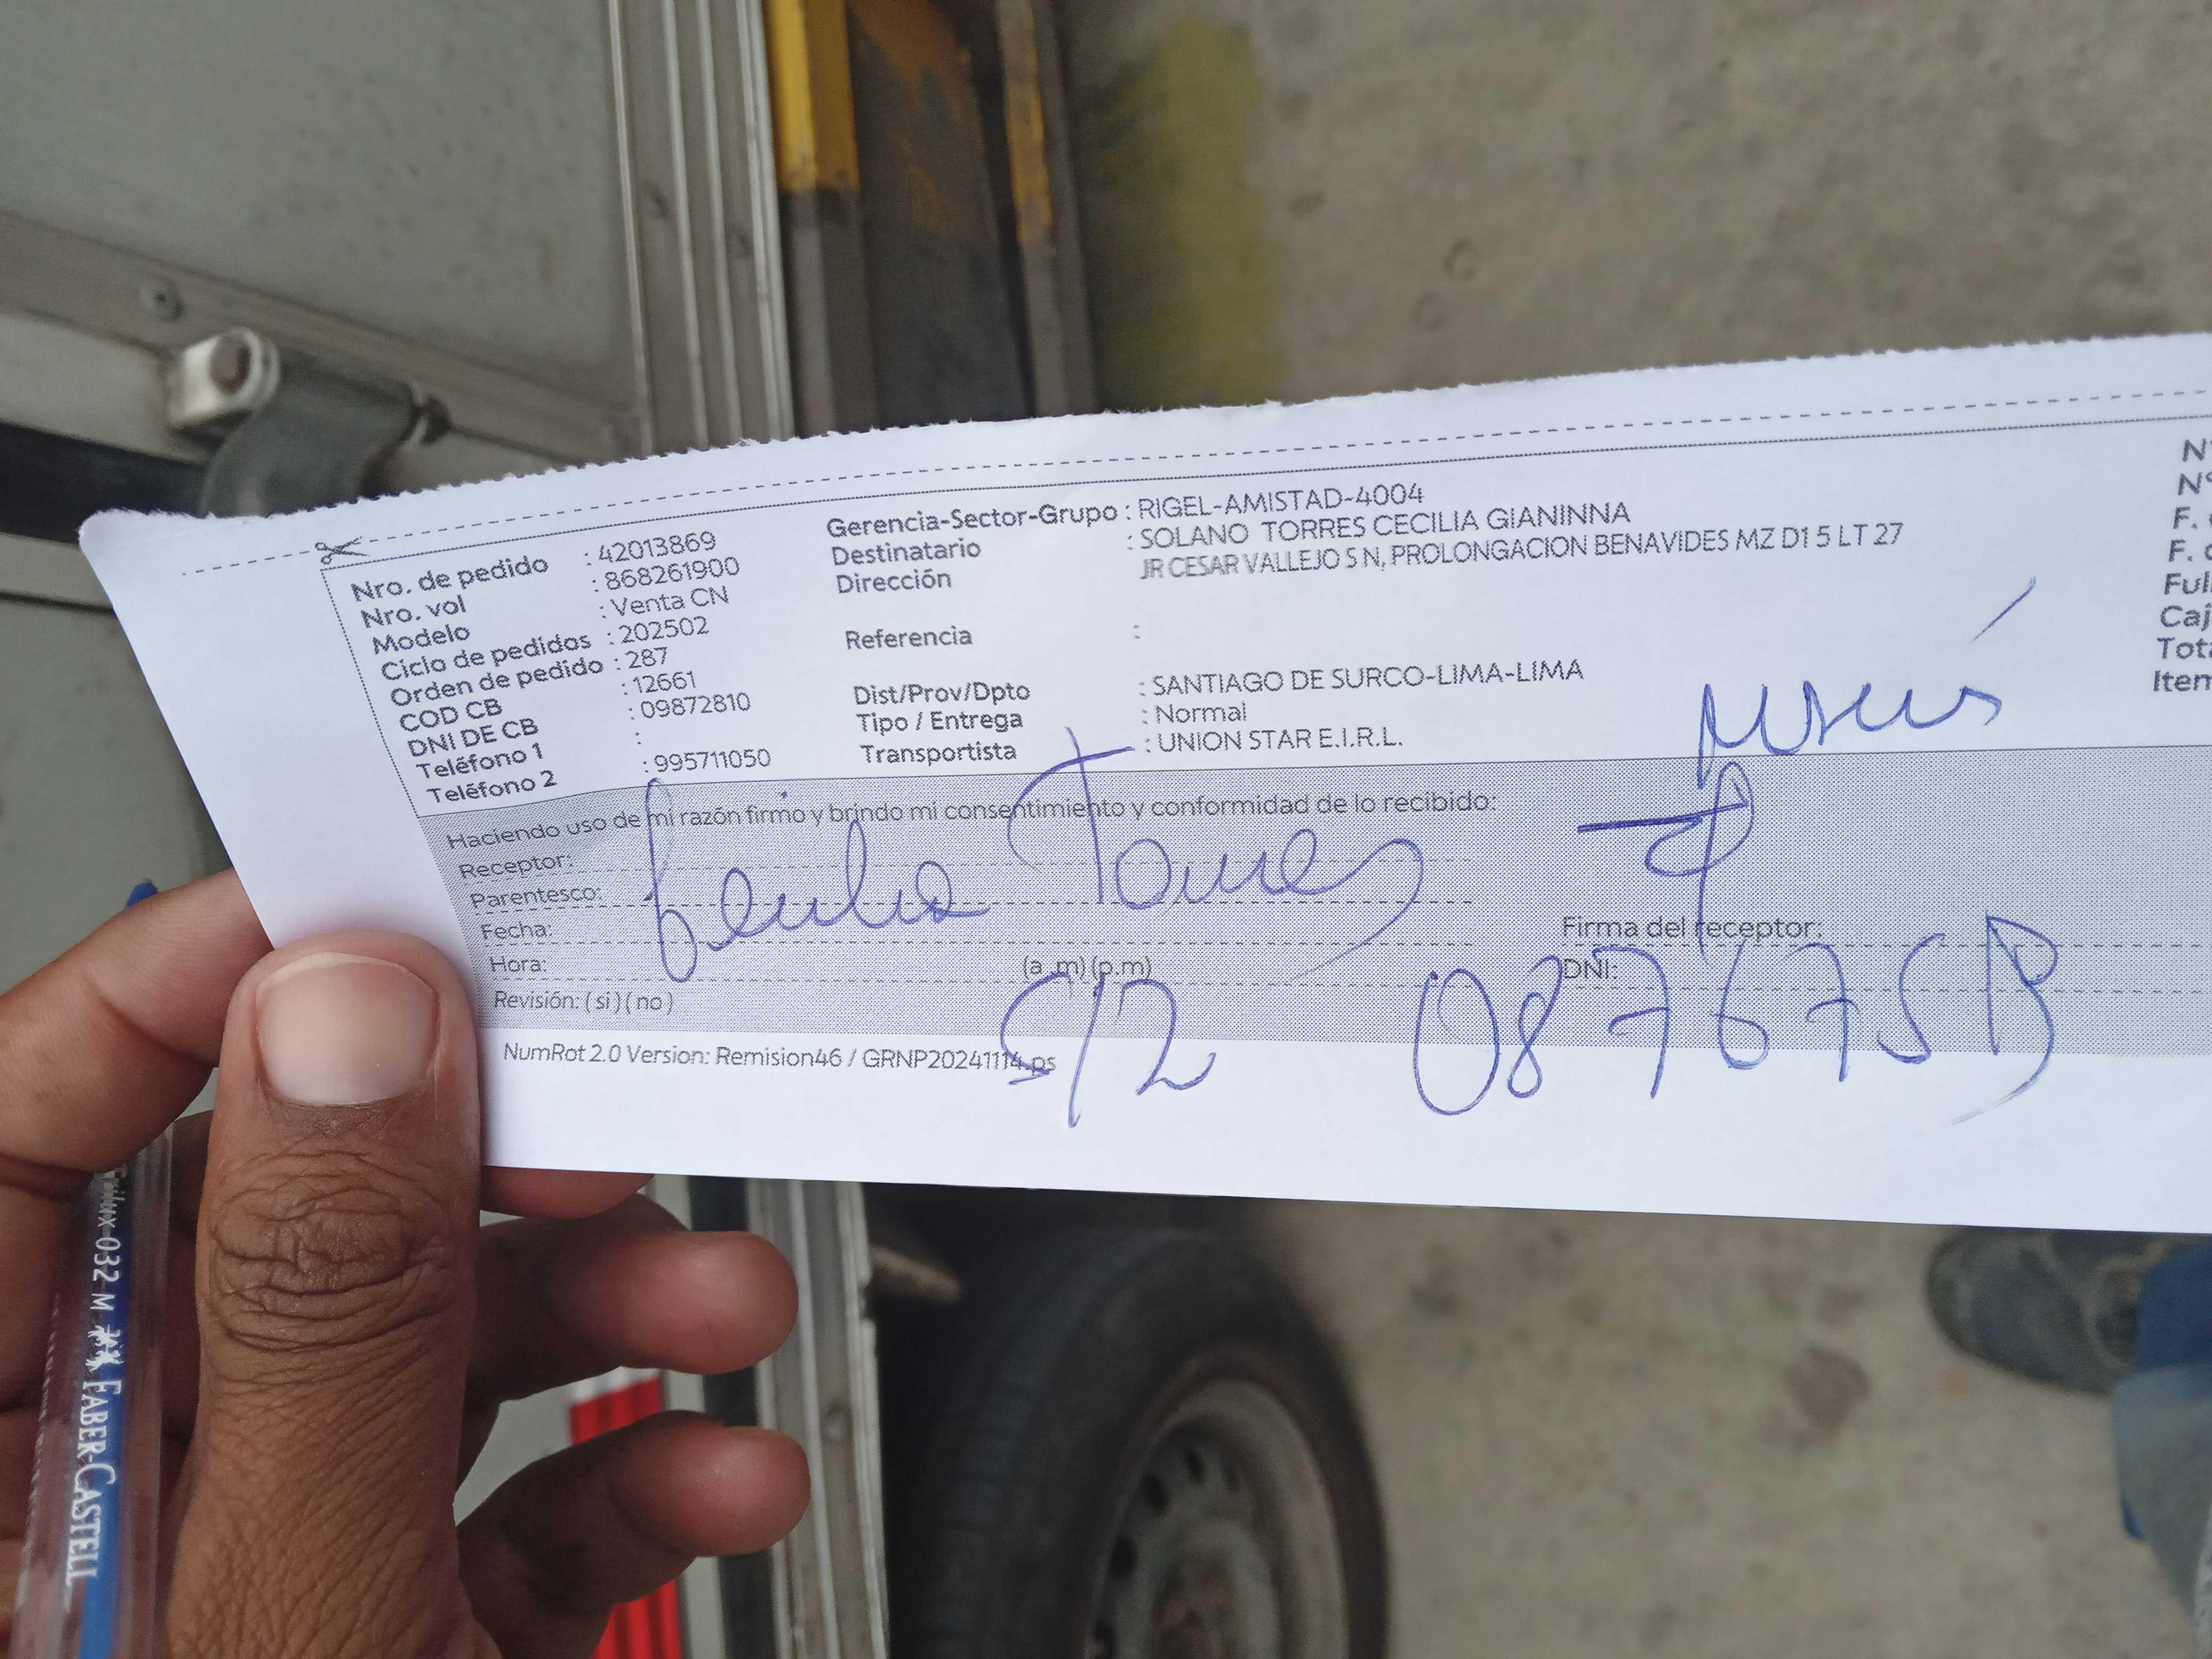 Nro. de pedido : 42013869
Nro. vol : 868261900
Modelo : Venta CN
Ciclo de pedidos : 202502
Orden de pedido : 287
COD CB : 12661
DNI DE CB : 09872810
Teléfono 1 :
Teléfono 2 : 995711050
Gerencia-Sector-Grupo : RIGEL-AMISTAD-4004
Destinatario : SOLANO TORRES CECILIA GIANINNA
Dirección JR CESAR VALLEJO S N, PROLONGACION BENAVIDES MZ D1 5 LT 27
Referencia :
Dist/Prov/Dpto : SANTIAGO DE SURCO-LIMA-LIMA
Tipo / Entrega : Normal
Transportista : UNION STAR E.I.R.L.
N°
N°
F.
F.
Ful
Caj
Tot
Item
Haciendo uso de mi razón firmo y brindo mi consentimiento y conformidad de lo recibido:
Receptor:
Parentesco: Torres
Fecha:
Hora: (a .m) (p.m)
Revisión: ( si ) ( no )
Firma del receptor:
DNI:
5/2
NumRot 2.0 Version: Remision46 / GRNP20241114.ps
Trilux 032 M FABER-CASTELL